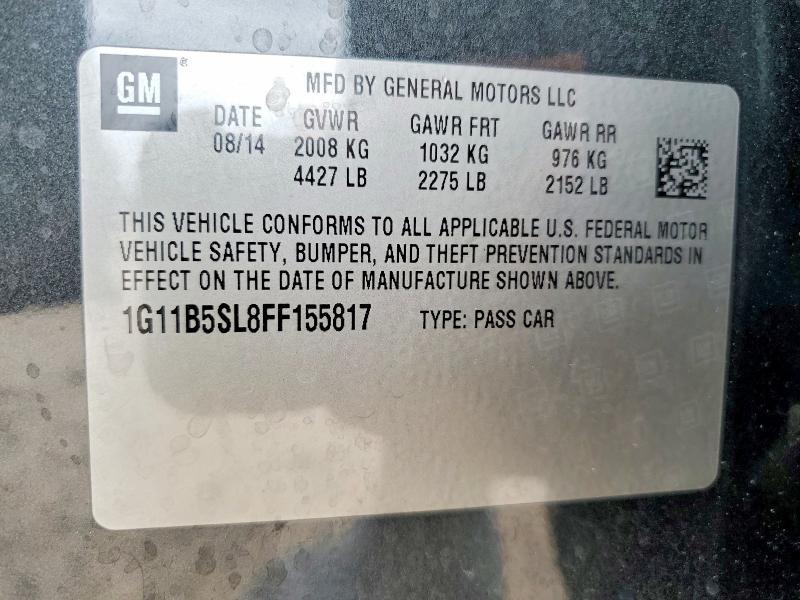 GM ® MFD BY GENERAL MOTORS LLC
DATE GVWR GAWR FRT GAWR RR
08/14 2008 KG 1032 KG 976 KG
4427 LB 2275 LB 2152 LB
THIS VEHICLE CONFORMS TO ALL APPLICABLE U.S. FEDERAL MOTOR
VEHICLE SAFETY, BUMPER, AND THEFT PREVENTION STANDARDS IN
EFFECT ON THE DATE OF MANUFACTURE SHOWN ABOVE.
1G11B5SL8FF155817 TYPE: PASS CAR